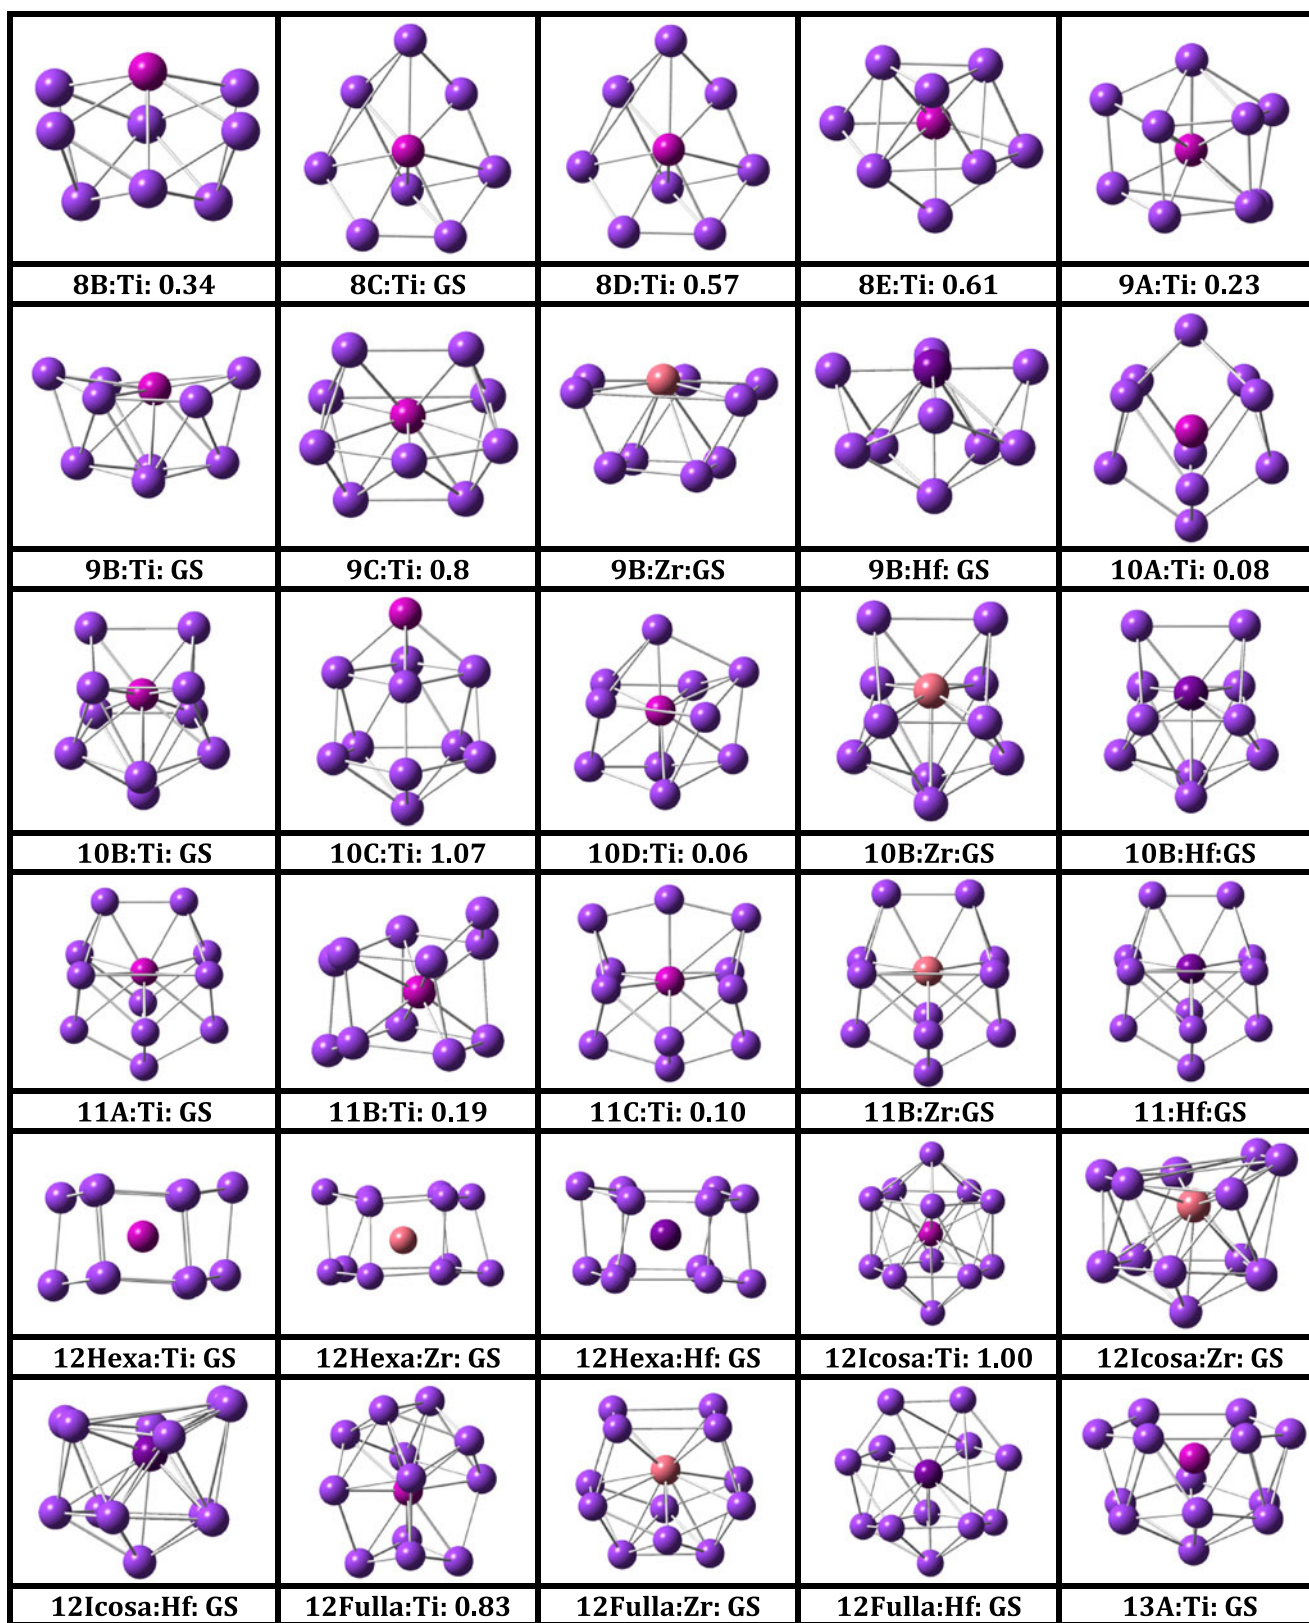 8B:Ti: 0.34
8C:Ti: GS
8D:Ti: 0.57
8E:Ti: 0.61
9A:Ti: 0.23
9B:Ti: GS
9C:Ti: 0.8
9B:Zr:GS
9B:Hf: GS
10A:Ti: 0.08
10B:Ti: GS
10C:Ti: 1.07
10D:Ti: 0.06
10B:Zr:GS
10B:Hf:GS
11A:Ti: GS
11B:Ti: 0.19
11C:Ti: 0.10
11B:Zr:GS
11:Hf:GS
12Hexa:Ti: GS
12Hexa:Zr: GS
12Hexa:Hf: GS
12Icosa:Ti: 1.00
12Icosa:Zr: GS
12Icosa:Hf: GS
12Fulla:Ti: 0.83
12Fulla:Zr: GS
12Fulla:Hf: GS
13A:Ti: GS